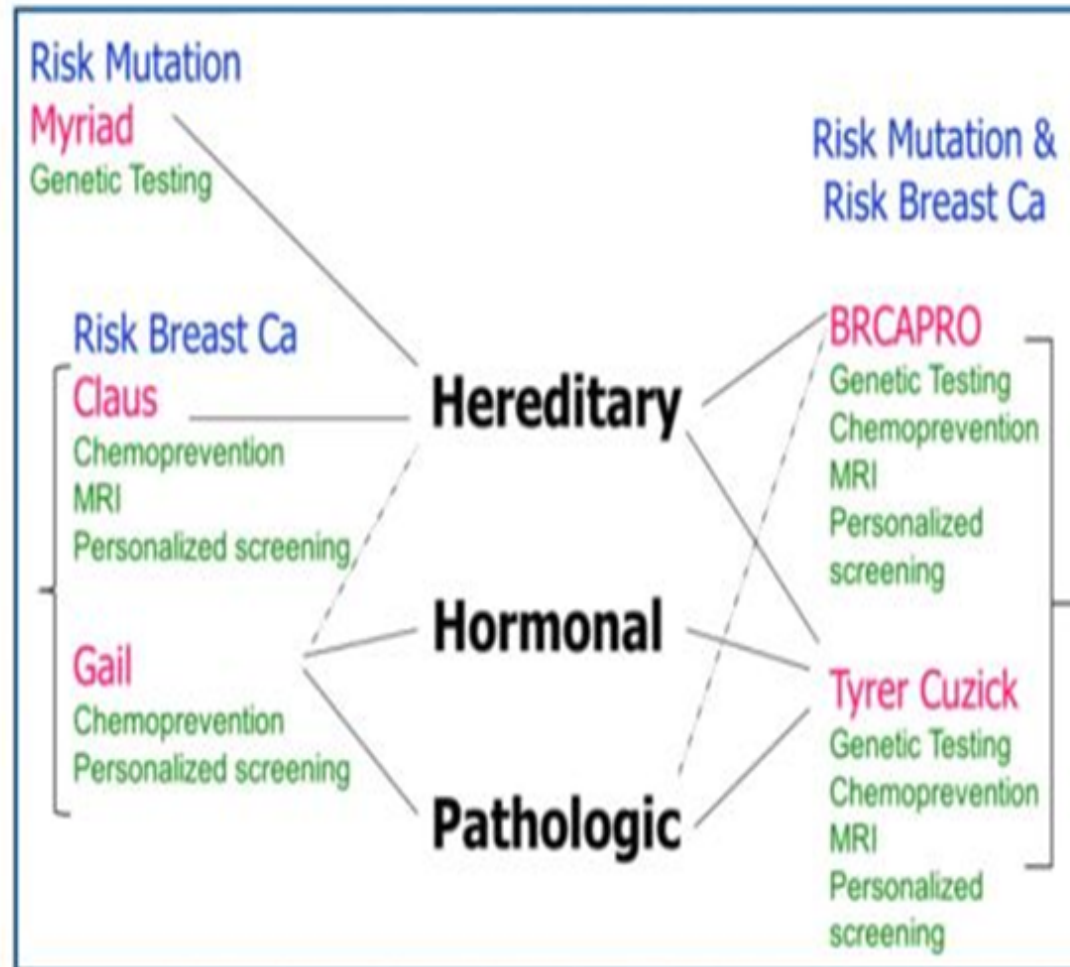 Risk Mutation
Myriad
Genetic Testing
Risk Breast Ca
Claus
Chemoprevention
MRI
Personalized screening
Gail
Chemoprevention
Personalized screening
Hereditary
Hormonal
Pathologic
Risk Mutation &
Risk Breast Ca
BRCAPRO
Genetic Testing
Chemoprevention
MRI
Personalized
screening
Tyrer Cuzick
Genetic Testing
Chemoprevention
MRI
Personalized
screening